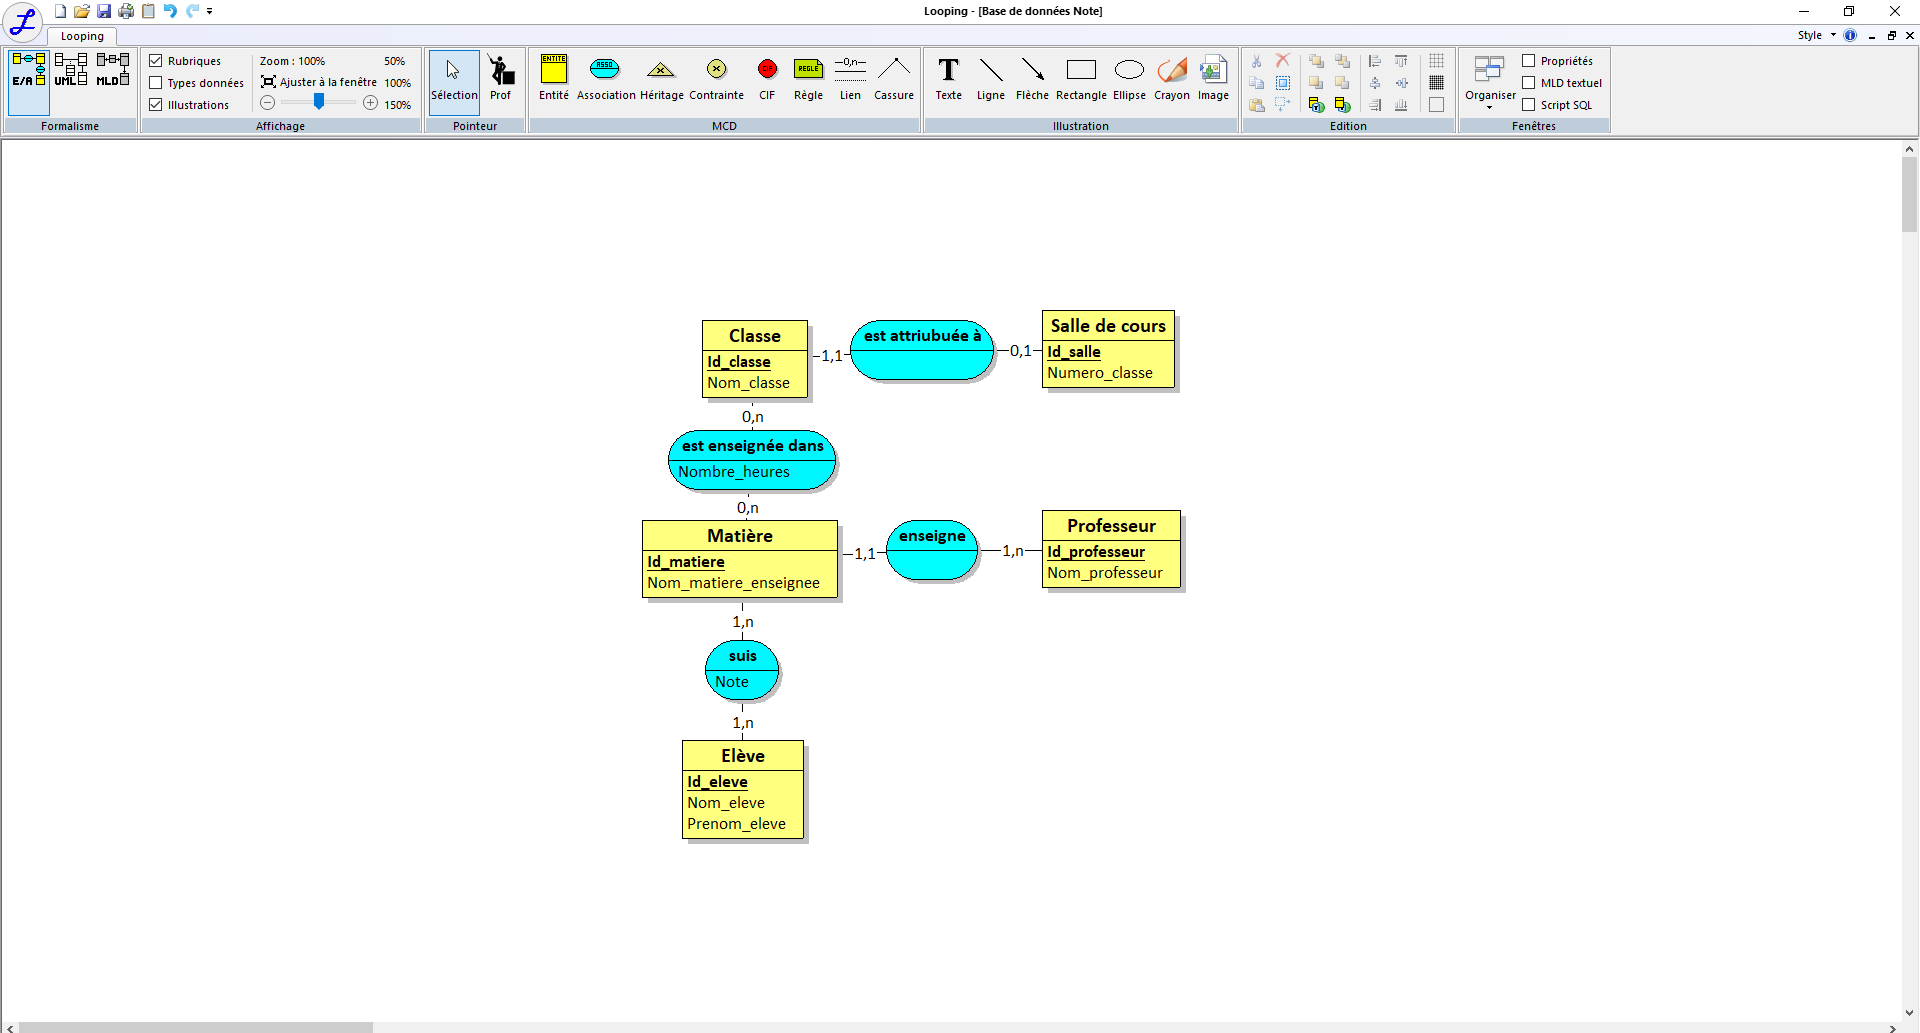 Looping - [Base de données Note]
Looping
Style
E/A
UML
MLD
Formalisme
Rubriques
Types données
Illustrations
Zoom : 100%
50%
Ajuster à la fenêtre
100%
150%
Affichage
Sélection
Prof
Pointeur
ENTITÉ
Entité
ASSO
Association
Héritage
Contrainte
CIF
CIF
REGLE
Règle
0,n
Lien
Cassure
MCD
T
Texte
Ligne
Flèche
Rectangle
Ellipse
Crayon
Image
Illustration
Edition
Organiser
Propriétés
MLD textuel
Script SQL
Fenêtres
Classe
Id_classe
Nom_classe
1,1
est attriubuée à
0,1
Salle de cours
Id_salle
Numero_classe
0,n
est enseignée dans
Nombre_heures
0,n
Matière
Id_matiere
Nom_matiere_enseignee
1,1
enseigne
1,n
Professeur
Id_professeur
Nom_professeur
1,n
suis
Note
1,n
Elève
Id_eleve
Nom_eleve
Prenom_eleve